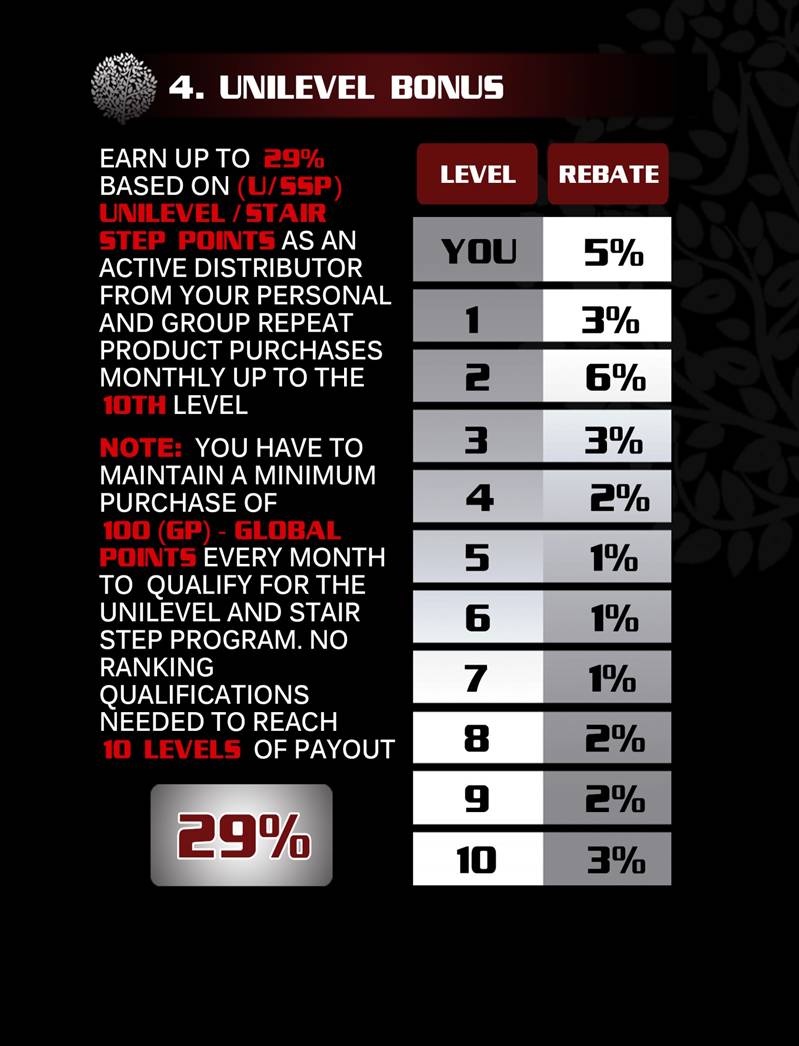 4. UNILEVEL BONUS
EARN UP TO 29%
BASED ON (U/SSP)
UNILEVEL / STAIR
STEP POINTS AS AN
ACTIVE DISTRIBUTOR
FROM YOUR PERSONAL
AND GROUP REPEAT
PRODUCT PURCHASES
MONTHLY UP TO THE
10TH LEVEL
NOTE: YOU HAVE TO
MAINTAIN A MINIMUM
PURCHASE OF
100 (GP) - GLOBAL
POINTS EVERY MONTH
TO QUALIFY FOR THE
UNILEVEL AND STAIR
STEP PROGRAM. NO
RANKING
QUALIFICATIONS
NEEDED TO REACH
10 LEVELS OF PAYOUT
29%
LEVEL REBATE
YOU 5%
1 3%
2 6%
3 3%
4 2%
5 1%
6 1%
7 1%
8 2%
9 2%
10 3%